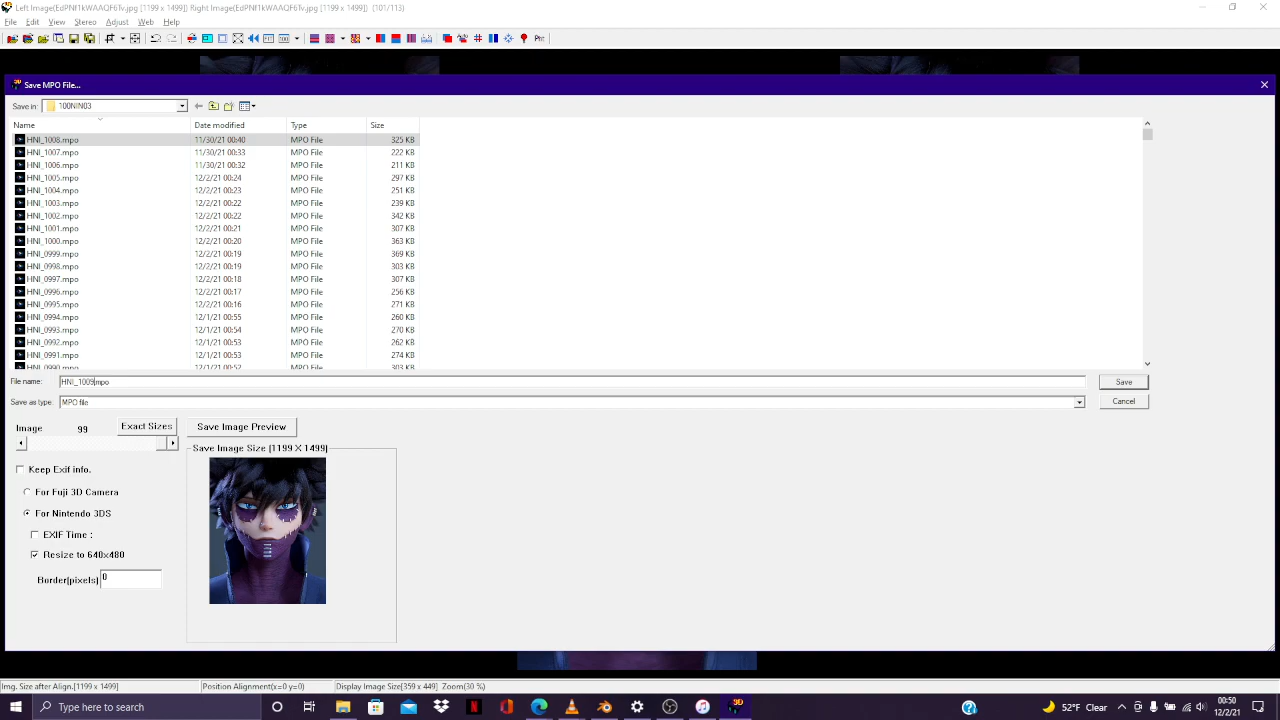 Left Image(EdPNf1kWAAQF6Tv.jpg [1199 x 1499]) Right Image(EdPNf1kWAAQF6Tv.jpg [1199 x 1499]) (101/113)
File Edit View Stereo Adjust Web Help
Save MPO File...
Save in: 100NIN03
Name Date modified Type Size
HNI_1008.mpo 11/30/21 00:40 MPO File 325 KB
HNI_1007.mpo 11/30/21 00:33 MPO File 222 KB
HNI_1006.mpo 11/30/21 00:32 MPO File 211 KB
HNI_1005.mpo 12/2/21 00:24 MPO File 297 KB
HNI_1004.mpo 12/2/21 00:23 MPO File 251 KB
HNI_1003.mpo 12/2/21 00:22 MPO File 239 KB
HNI_1002.mpo 12/2/21 00:22 MPO File 342 KB
HNI_1001.mpo 12/2/21 00:21 MPO File 307 KB
HNI_1000.mpo 12/2/21 00:20 MPO File 363 KB
HNI_0999.mpo 12/2/21 00:19 MPO File 369 KB
HNI_0998.mpo 12/2/21 00:19 MPO File 303 KB
HNI_0997.mpo 12/2/21 00:18 MPO File 307 KB
HNI_0996.mpo 12/2/21 00:17 MPO File 256 KB
HNI_0995.mpo 12/2/21 00:16 MPO File 271 KB
HNI_0994.mpo 12/1/21 00:55 MPO File 260 KB
HNI_0993.mpo 12/1/21 00:54 MPO File 270 KB
HNI_0992.mpo 12/1/21 00:53 MPO File 262 KB
HNI_0991.mpo 12/1/21 00:53 MPO File 274 KB
HNI_0990.mpo 12/1/21 00:52 MPO File 303 KB
File name: HNI_1009.mpo Save
Save as type: MPO file Cancel
Image 99 Exact Sizes Save Image Preview
Save Image Size [1199 X 1499]
Keep Exif info.
For Fuji 3D Camera
For Nintendo 3DS
EXIF Time :
Resize to 640x480
Border(pixels) 0
Img. Size after Align.[1199 x 1499] Position Alignment(x=0 y=0) Display Image Size[359 x 449] Zoom(30 %)
Type here to search 52°F Clear 00:50
12/2/21